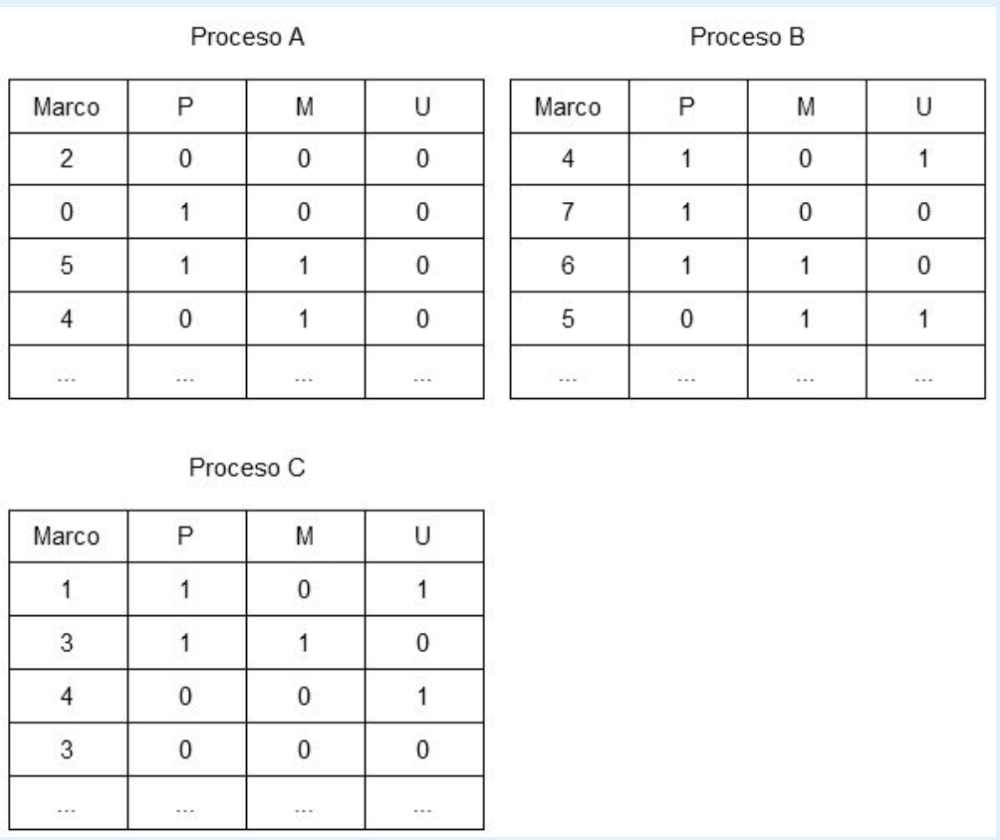 Proceso A
Marco P M U
2 0 0 0
0 1 0 0
5 1 1 0
4 0 1 0
... ... ... ...
Proceso B
Marco P M U
4 1 0 1
7 1 0 0
6 1 1 0
5 0 1 1
... ... ... ...
Proceso C
Marco P M U
1 1 0 1
3 1 1 0
4 0 0 1
3 0 0 0
... ... ... ...